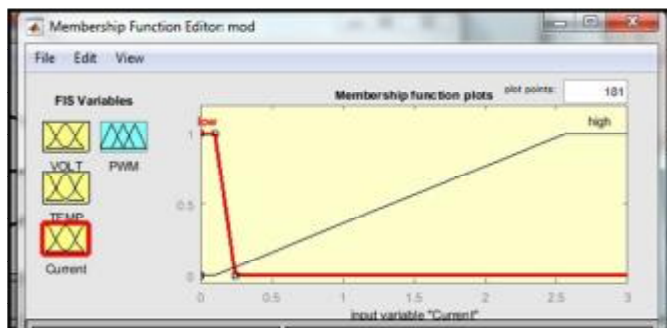 Membership Function Editor: mod
File Edit View
FIS Variables
VOLT PWM
TEMP
Current
Membership function plots plot points: 181
low high
1
0.5
0
0 0.5 1 1.5 2 2.5 3
input variable "Current"